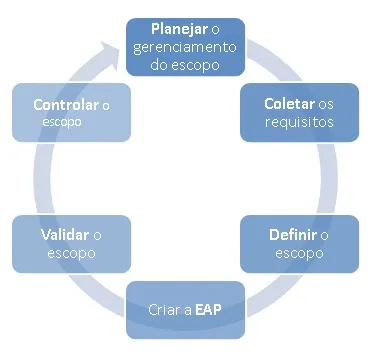 Planejar o
gerenciamento
do escopo
Coletar os
requisitos
Definir o
escopo
Criar a EAP
Validar o
escopo
Controlar o
escopo